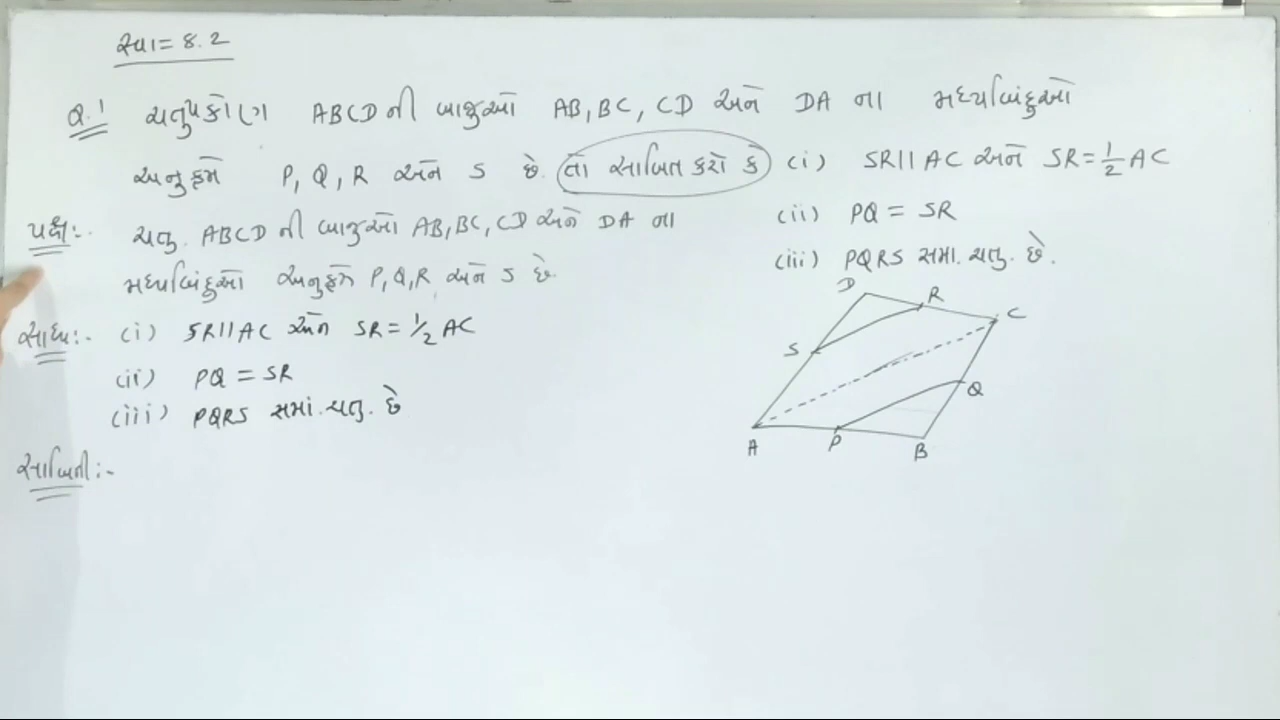 સ્વા = 8.2
Q.1 ચતુષ્કોણ ABCD ની બાજુઓ AB, BC, CD અને DA ના મધ્યબિંદુઓ
અનુક્રમે P, Q, R અને S છે. તો સાબિત કરો કે (i) SR || AC અને SR = 1/2 AC
(ii) PQ = SR
(iii) PQRS સમા. ચતુ. છે.
પક્ષ :- ચતુ. ABCD ની બાજુઓ AB, BC, CD અને DA ના
મધ્યબિંદુઓ અનુક્રમે P, Q, R અને S છે.
સાધ્ય :- (i) SR || AC અને SR = 1/2 AC
(ii) PQ = SR
(iii) PQRS સમાં. ચતુ. છે
સાબિતી :-
D R C
S Q
A P B